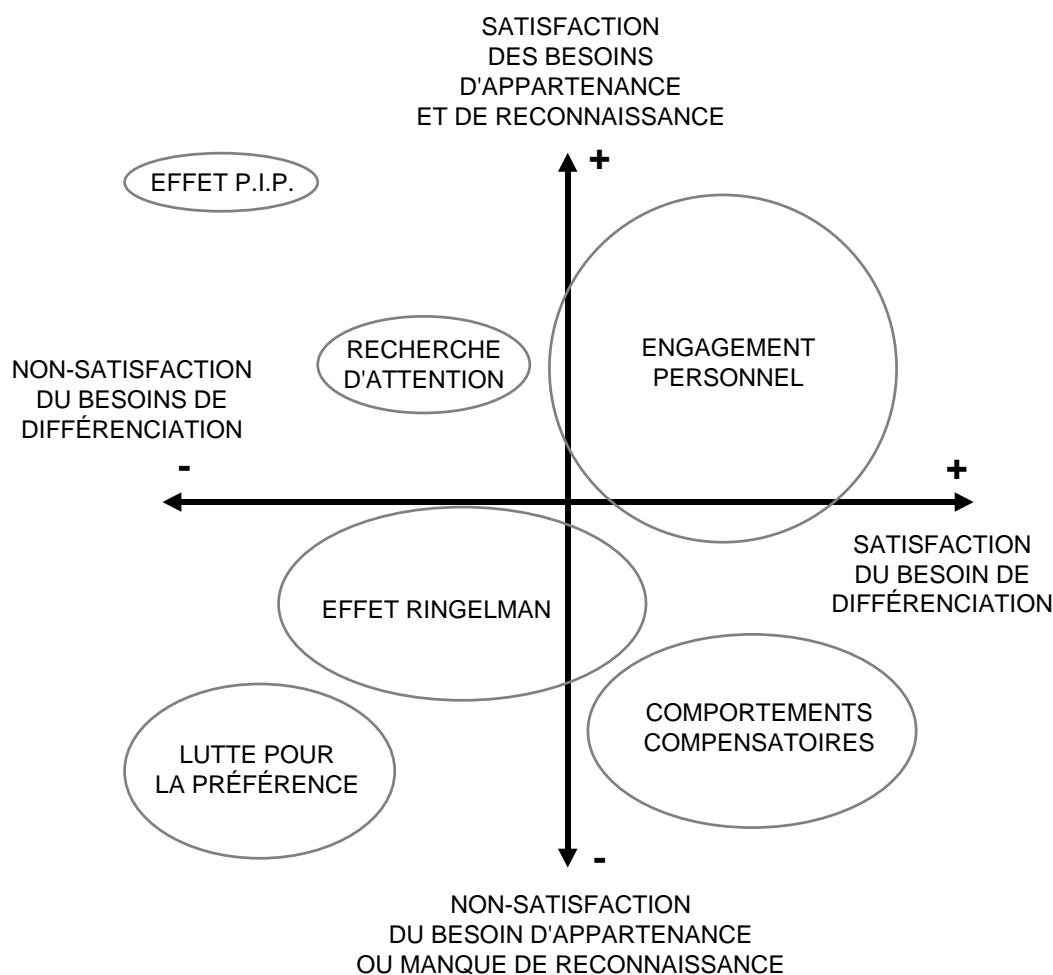 SATISFACTION
DES BESOINS
D'APPARTENANCE
ET DE RECONNAISSANCE
+
EFFET P.I.P.
RECHERCHE
D'ATTENTION
ENGAGEMENT
PERSONNEL
NON-SATISFACTION
DU BESOINS DE
DIFFÉRENCIATION
-
+
SATISFACTION
DU BESOIN DE
DIFFÉRENCIATION
EFFET RINGELMAN
COMPORTEMENTS
COMPENSATOIRES
LUTTE POUR
LA PRÉFÉRENCE
-
NON-SATISFACTION
DU BESOIN D'APPARTENANCE
OU MANQUE DE RECONNAISSANCE